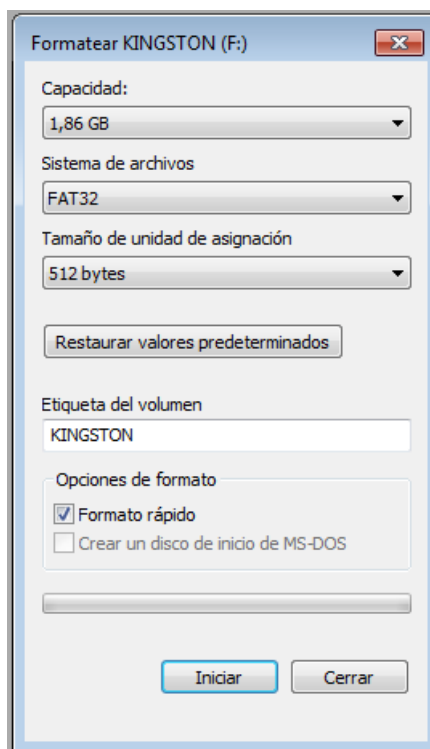 Formatear KINGSTON (F:)
Capacidad:
1,86 GB
Sistema de archivos
FAT32
Tamaño de unidad de asignación
512 bytes
Restaurar valores predeterminados
Etiqueta del volumen
KINGSTON
Opciones de formato
Formato rápido
Crear un disco de inicio de MS-DOS
Iniciar Cerrar